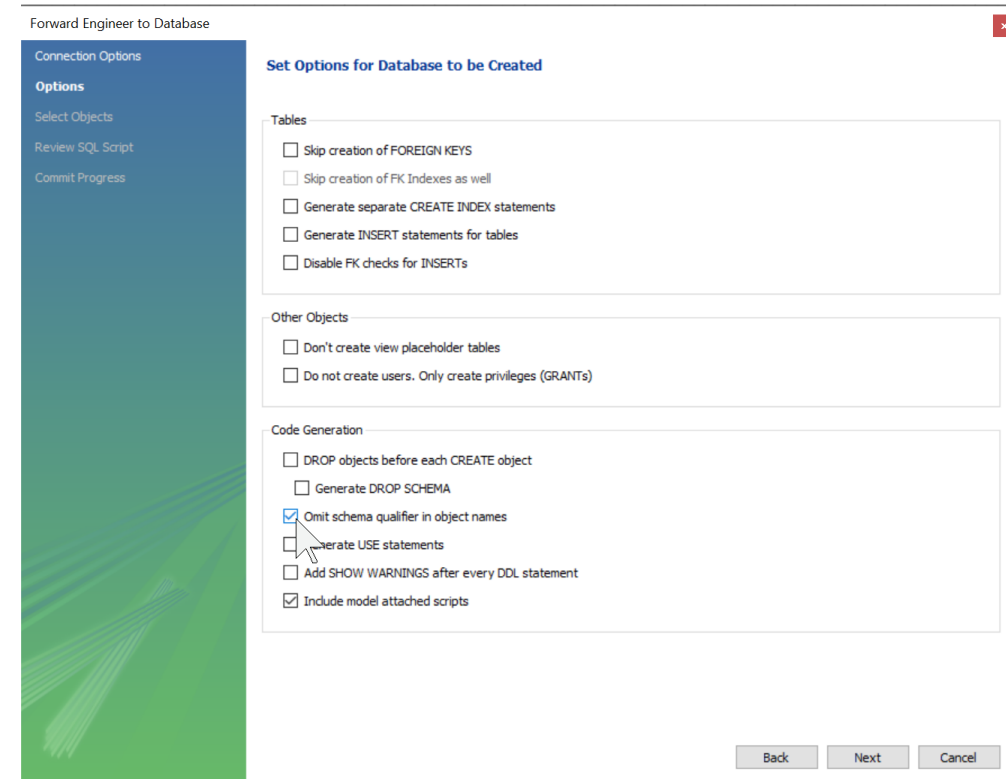 Forward Engineer to Database
Connection Options
Options
Select Objects
Review SQL Script
Commit Progress
Set Options for Database to be Created
Tables
Skip creation of FOREIGN KEYS
Skip creation of FK Indexes as well
Generate separate CREATE INDEX statements
Generate INSERT statements for tables
Disable FK checks for INSERTs
Other Objects
Don't create view placeholder tables
Do not create users. Only create privileges (GRANTs)
Code Generation
DROP objects before each CREATE object
Generate DROP SCHEMA
Omit schema qualifier in object names
USE statements
Add SHOW WARNINGS after every DDL statement
Include model attached scripts
Back Next Cancel